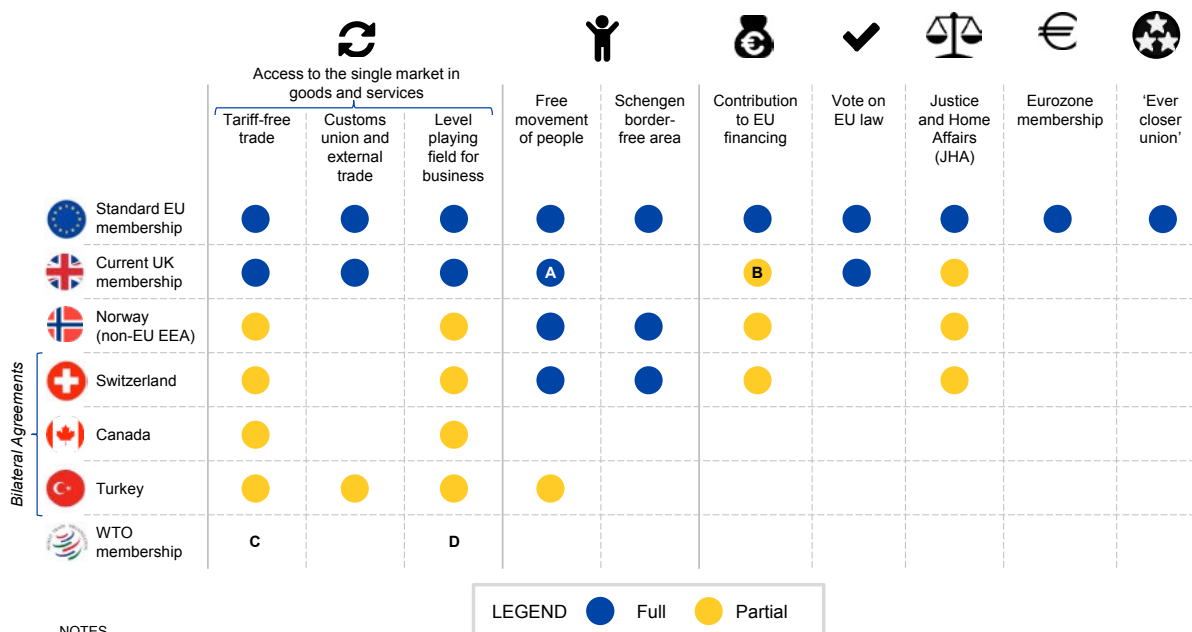 Access to the single market in
goods and services
Tariff-free
trade
Customs
union and
external
trade
Level
playing
field for
business
Free
movement
of people
Schengen
border-
free area
Contribution
to EU
financing
Vote on
EU law
Justice
and Home
Affairs
(JHA)
Eurozone
membership
‘Ever
closer
union’
Standard EU
membership
Current UK
membership
A
B
Norway
(non-EU EEA)
Bilateral Agreements
Switzerland
Canada
Turkey
WTO
membership
C
D
LEGEND Full Partial
NOTES